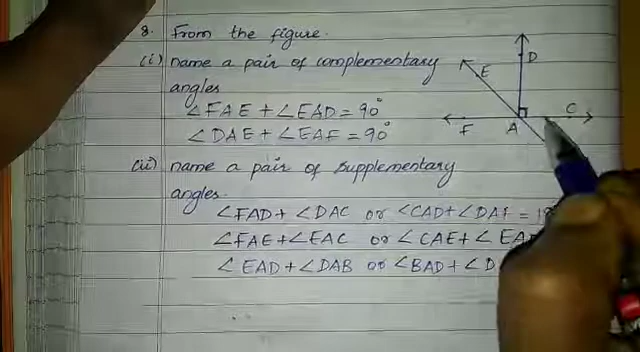 8. From the figure.
(i) name a pair of complementary
angles
∠FAE + ∠EAD = 90°
∠DAE + ∠EAF = 90°
(ii) name a pair of supplementary
angles.
∠FAD + ∠DAC or ∠CAD + ∠DAF =
∠FAE + ∠EAC or ∠CAE +
∠EAD + ∠DAB or ∠BAD +
D
E
C
F
A